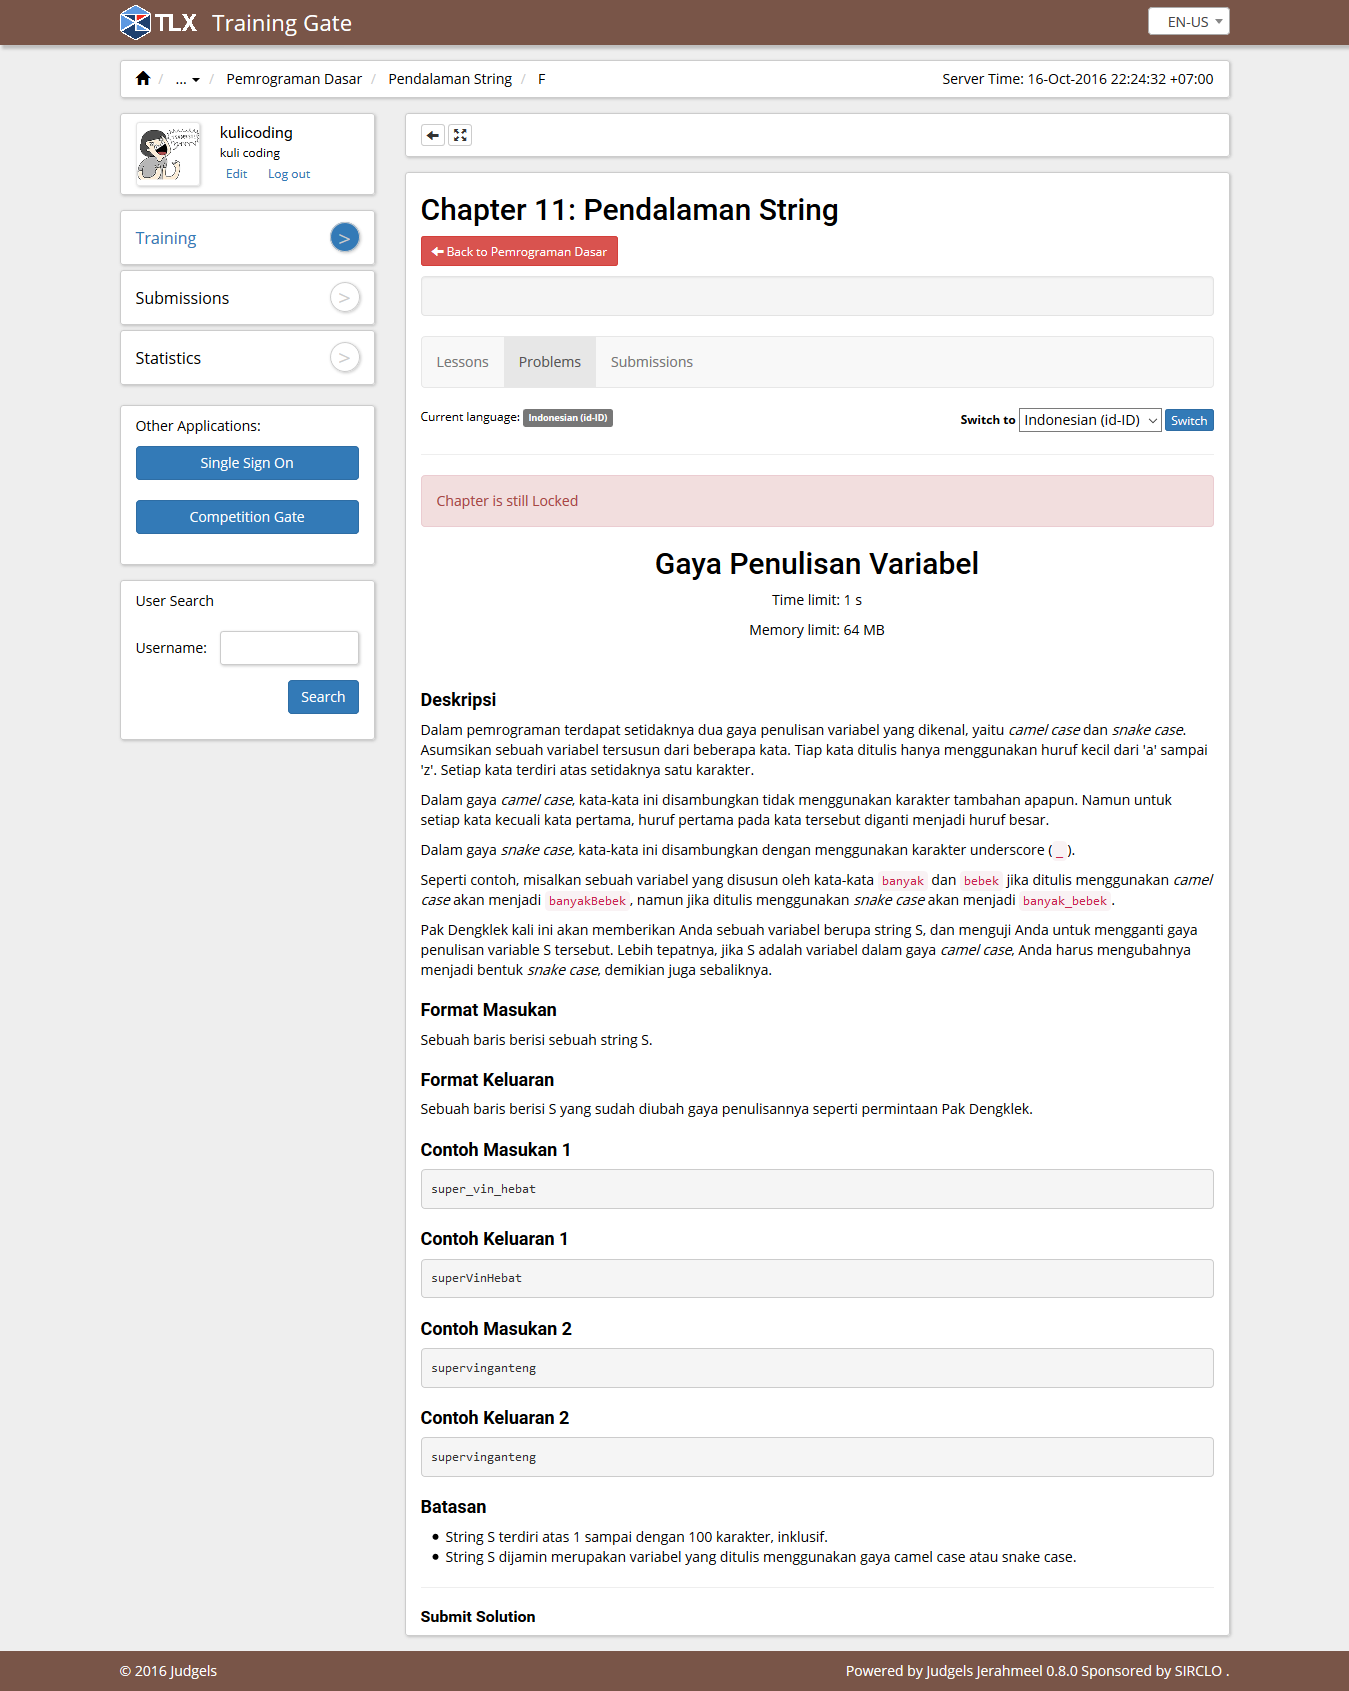 TLX Training Gate
EN-US
/ ... / Pemrograman Dasar / Pendalaman String / F
Server Time: 16-Oct-2016 22:24:32 +07:00
kulicoding
kuli coding
Edit Log out
Training >
Submissions >
Statistics >
Other Applications:
Single Sign On
Competition Gate
User Search
Username:
Search
Chapter 11: Pendalaman String
Back to Pemrograman Dasar
Lessons Problems Submissions
Current language: Indonesian (id-ID)
Switch to Indonesian (id-ID) Switch
Chapter is still Locked
Gaya Penulisan Variabel
Time limit: 1 s
Memory limit: 64 MB
Deskripsi
Dalam pemrograman terdapat setidaknya dua gaya penulisan variabel yang dikenal, yaitu camel case dan snake case.
Asumsikan sebuah variabel tersusun dari beberapa kata. Tiap kata ditulis hanya menggunakan huruf kecil dari 'a' sampai
'z'. Setiap kata terdiri atas setidaknya satu karakter.
Dalam gaya camel case, kata-kata ini disambungkan tidak menggunakan karakter tambahan apapun. Namun untuk
setiap kata kecuali kata pertama, huruf pertama pada kata tersebut diganti menjadi huruf besar.
Dalam gaya snake case, kata-kata ini disambungkan dengan menggunakan karakter underscore ( _ ).
Seperti contoh, misalkan sebuah variabel yang disusun oleh kata-kata banyak dan bebek jika ditulis menggunakan camel
case akan menjadi banyakBebek , namun jika ditulis menggunakan snake case akan menjadi banyak_bebek .
Pak Dengklek kali ini akan memberikan Anda sebuah variabel berupa string S, dan menguji Anda untuk mengganti gaya
penulisan variable S tersebut. Lebih tepatnya, jika S adalah variabel dalam gaya camel case, Anda harus mengubahnya
menjadi bentuk snake case, demikian juga sebaliknya.
Format Masukan
Sebuah baris berisi sebuah string S.
Format Keluaran
Sebuah baris berisi S yang sudah diubah gaya penulisannya seperti permintaan Pak Dengklek.
Contoh Masukan 1
super_vin_hebat
Contoh Keluaran 1
superVinHebat
Contoh Masukan 2
supervinganteng
Contoh Keluaran 2
supervinganteng
Batasan
• String S terdiri atas 1 sampai dengan 100 karakter, inklusif.
• String S dijamin merupakan variabel yang ditulis menggunakan gaya camel case atau snake case.
Submit Solution
© 2016 Judgels
Powered by Judgels Jerahmeel 0.8.0 Sponsored by SIRCLO .